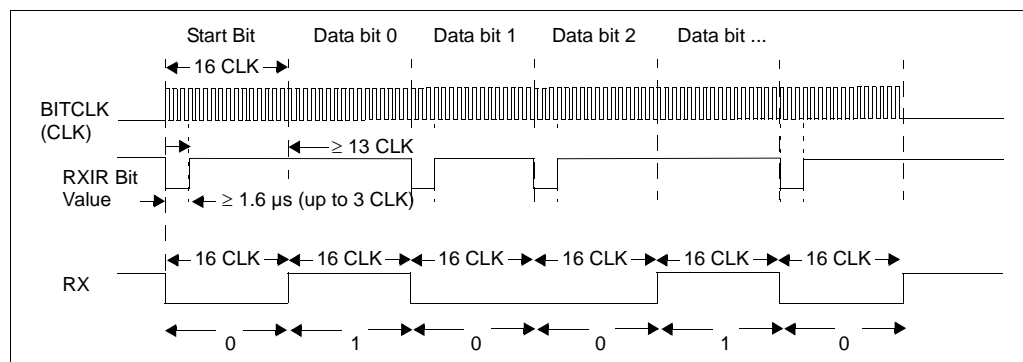 Start Bit Data bit 0 Data bit 1 Data bit 2 Data bit ...
16 CLK
BITCLK
(CLK)
≥ 13 CLK
RXIR Bit
Value
≥ 1.6 µs (up to 3 CLK)
16 CLK 16 CLK 16 CLK 16 CLK 16 CLK 16 CLK
RX
0 1 0 0 1 0